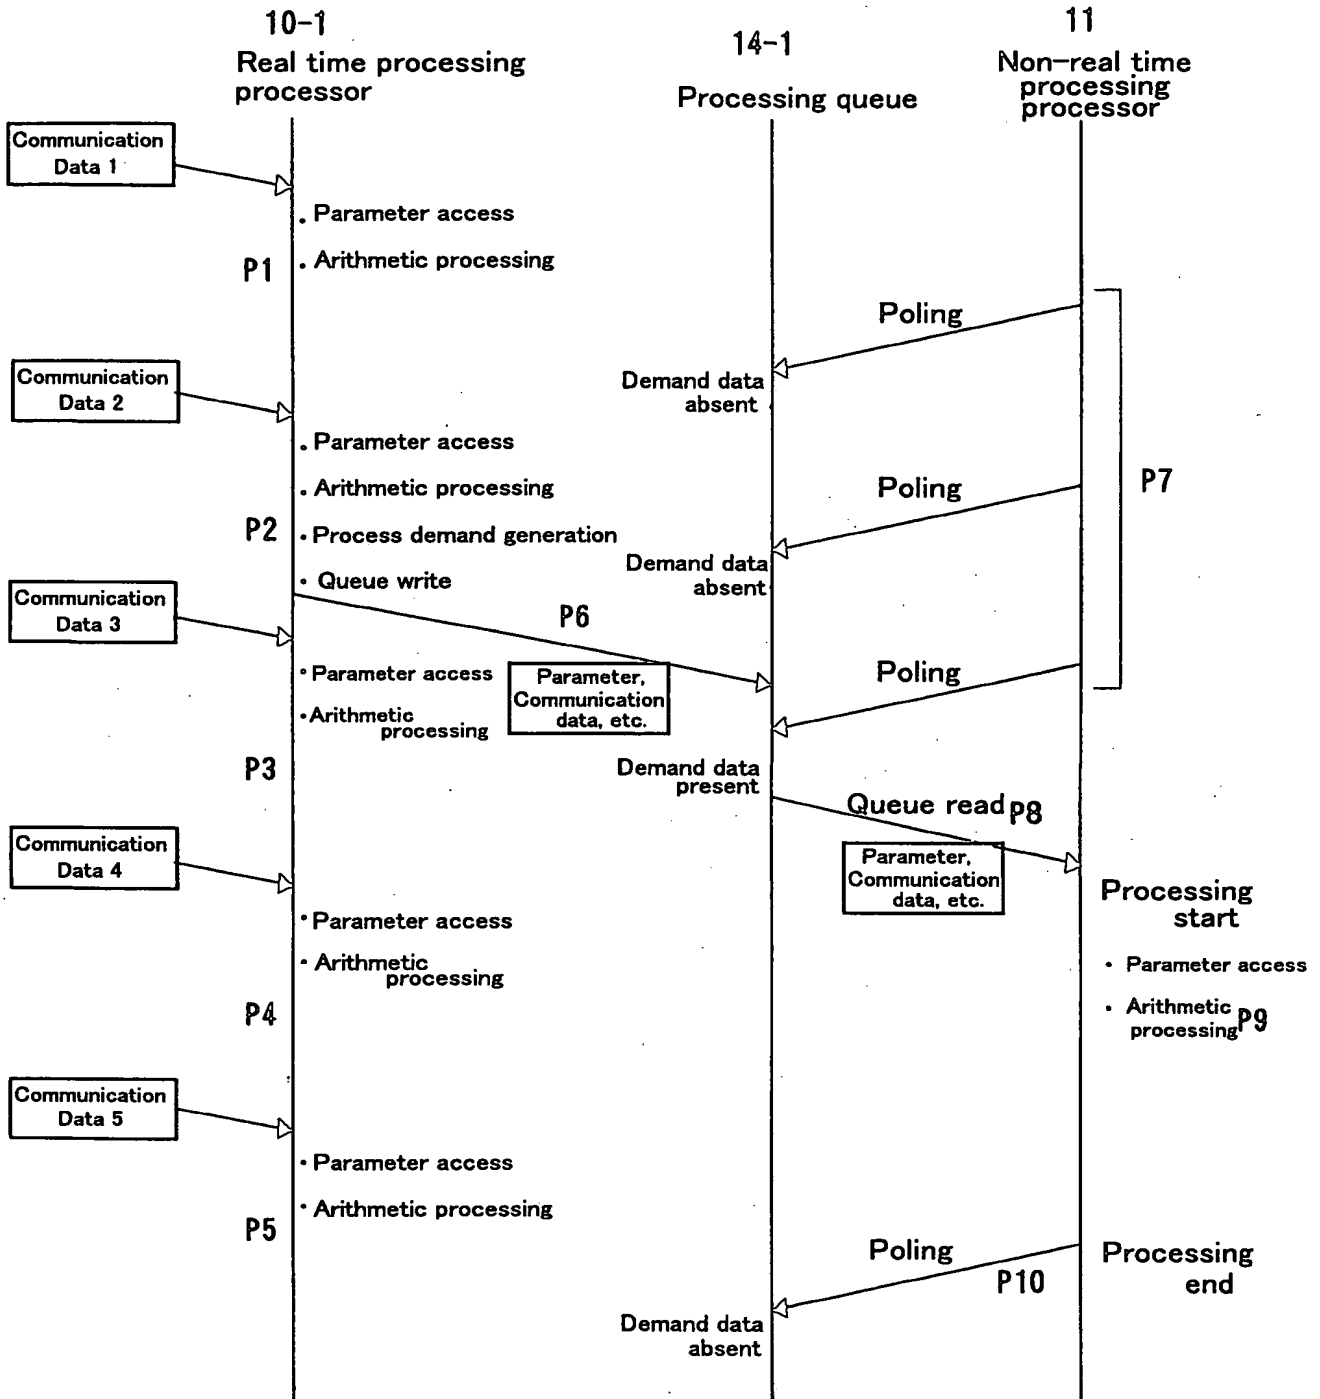 10-1
Real time processing
processor
14-1
Processing queue
11
Non-real time
processing
processor
Communication
Data 1
Parameter access
P1
Arithmetic processing
Poling
Demand data
absent
Communication
Data 2
Parameter access
Arithmetic processing
Poling
P7
P2
Process demand generation
Demand data
absent
Queue write
Communication
Data 3
P6
Parameter access
Arithmetic
processing
Parameter,
Communication
data, etc.
Poling
P3
Demand data
present
Queue read
P8
Communication
Data 4
Parameter,
Communication
data, etc.
Processing
start
Parameter access
Arithmetic
processing
P4
Parameter access
Arithmetic
processing
P9
Communication
Data 5
Parameter access
Arithmetic processing
P5
Poling
P10
Processing
end
Demand data
absent